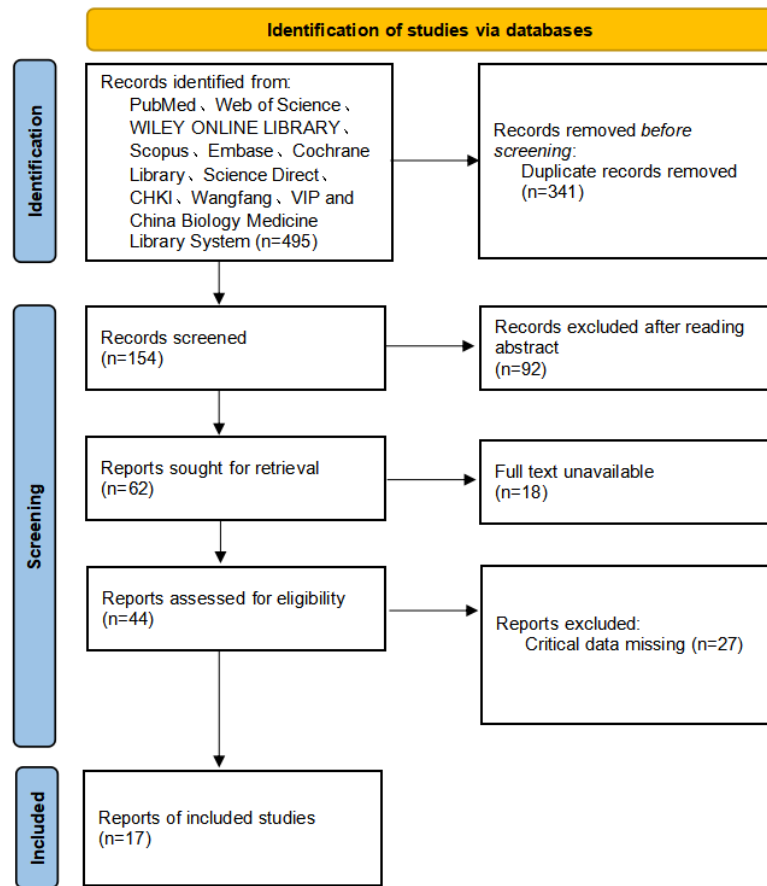 Identification of studies via databases
Identification
Records identified from:
PubMed、Web of Science、
WILEY ONLINE LIBRARY、
Scopus、Embase、Cochrane
Library、Science Direct、
CHKI、Wangfang、VIP and
China Biology Medicine
Library System (n=495)
Records removed before
screening:
Duplicate records removed
(n=341)
Screening
Records screened
(n=154)
Records excluded after reading
abstract
(n=92)
Reports sought for retrieval
(n=62)
Full text unavailable
(n=18)
Reports assessed for eligibility
(n=44)
Reports excluded:
Critical data missing (n=27)
Included
Reports of included studies
(n=17)